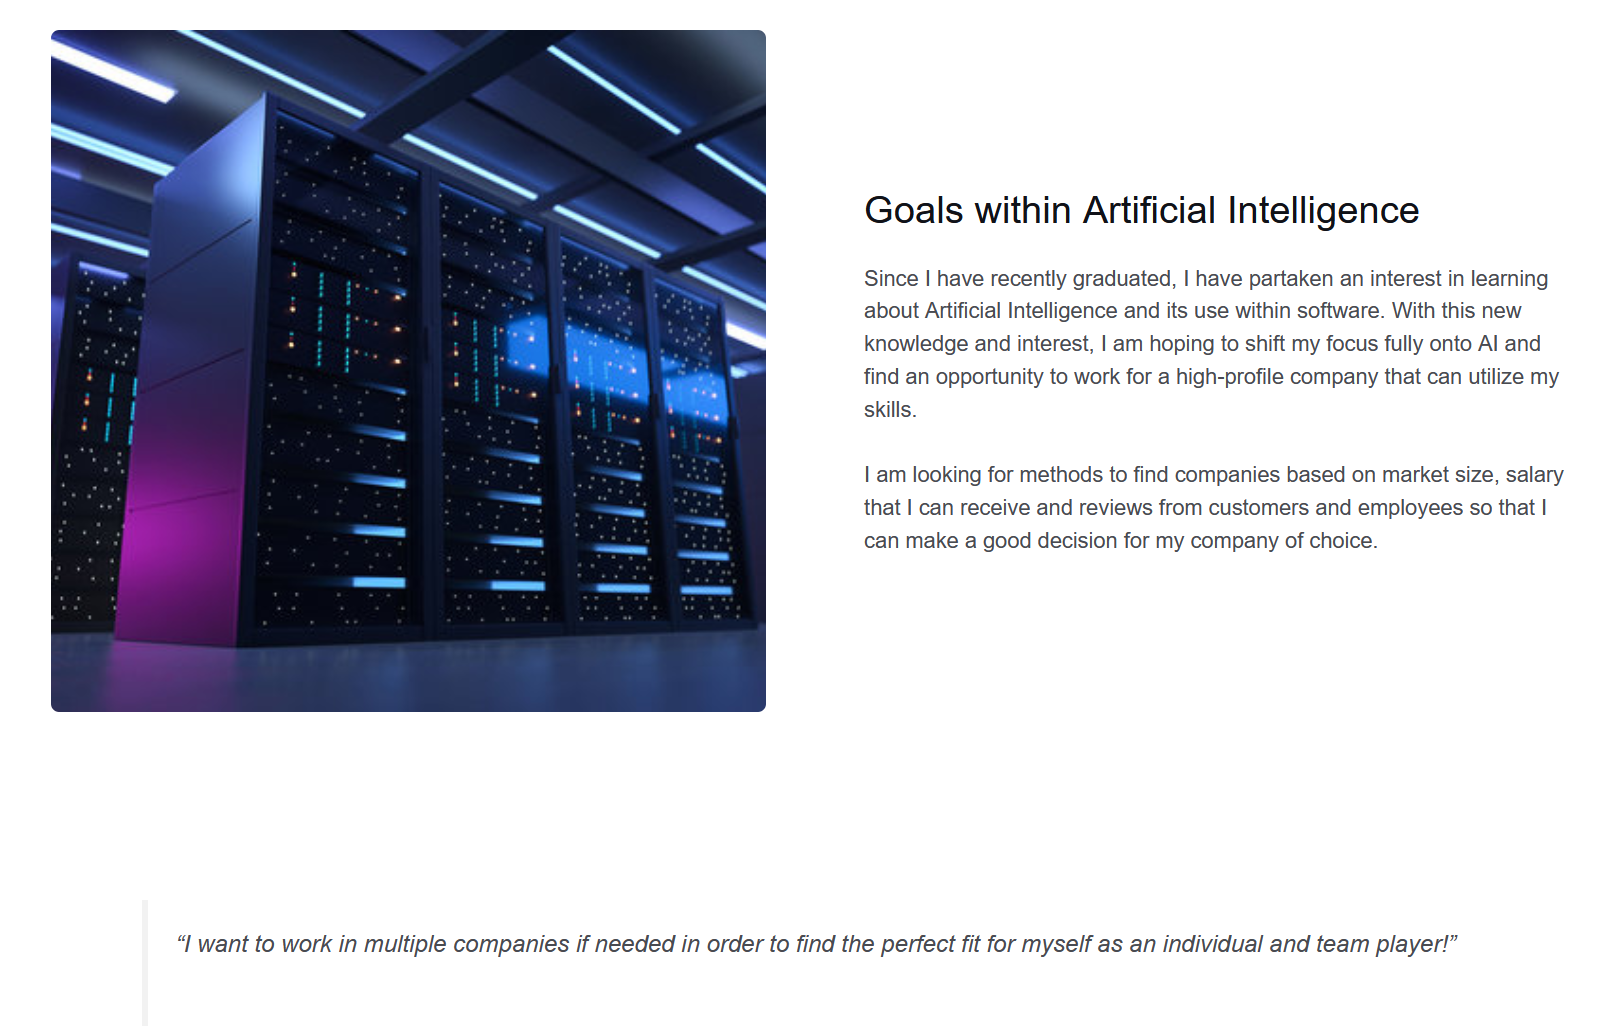 Goals within Artificial Intelligence
Since I have recently graduated, I have partaken an interest in learning
about Artificial Intelligence and its use within software. With this new
knowledge and interest, I am hoping to shift my focus fully onto AI and
find an opportunity to work for a high-profile company that can utilize my
skills.
I am looking for methods to find companies based on market size, salary
that I can receive and reviews from customers and employees so that I
can make a good decision for my company of choice.
“I want to work in multiple companies if needed in order to find the perfect fit for myself as an individual and team player!”